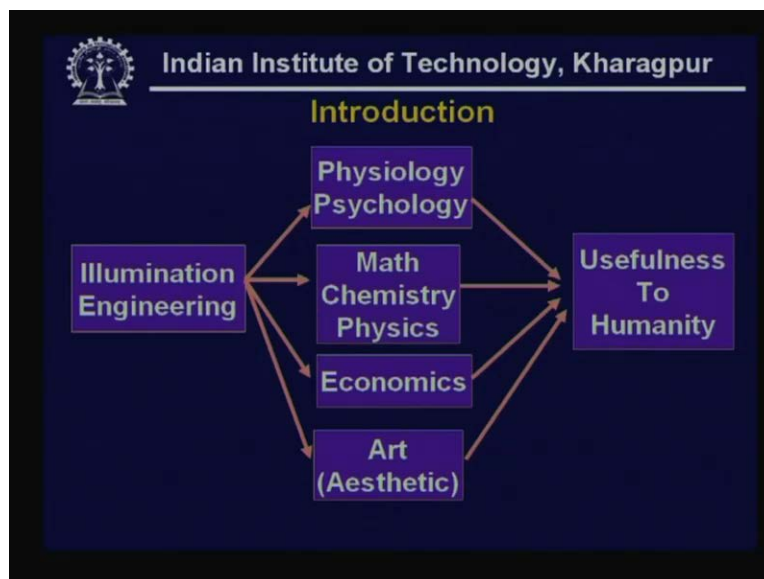 Indian Institute of Technology, Kharagpur
Introduction
Physiology
Psychology
Illumination
Engineering
Math
Chemistry
Physics
Usefulness
To
Humanity
Economics
Art
(Aesthetic)